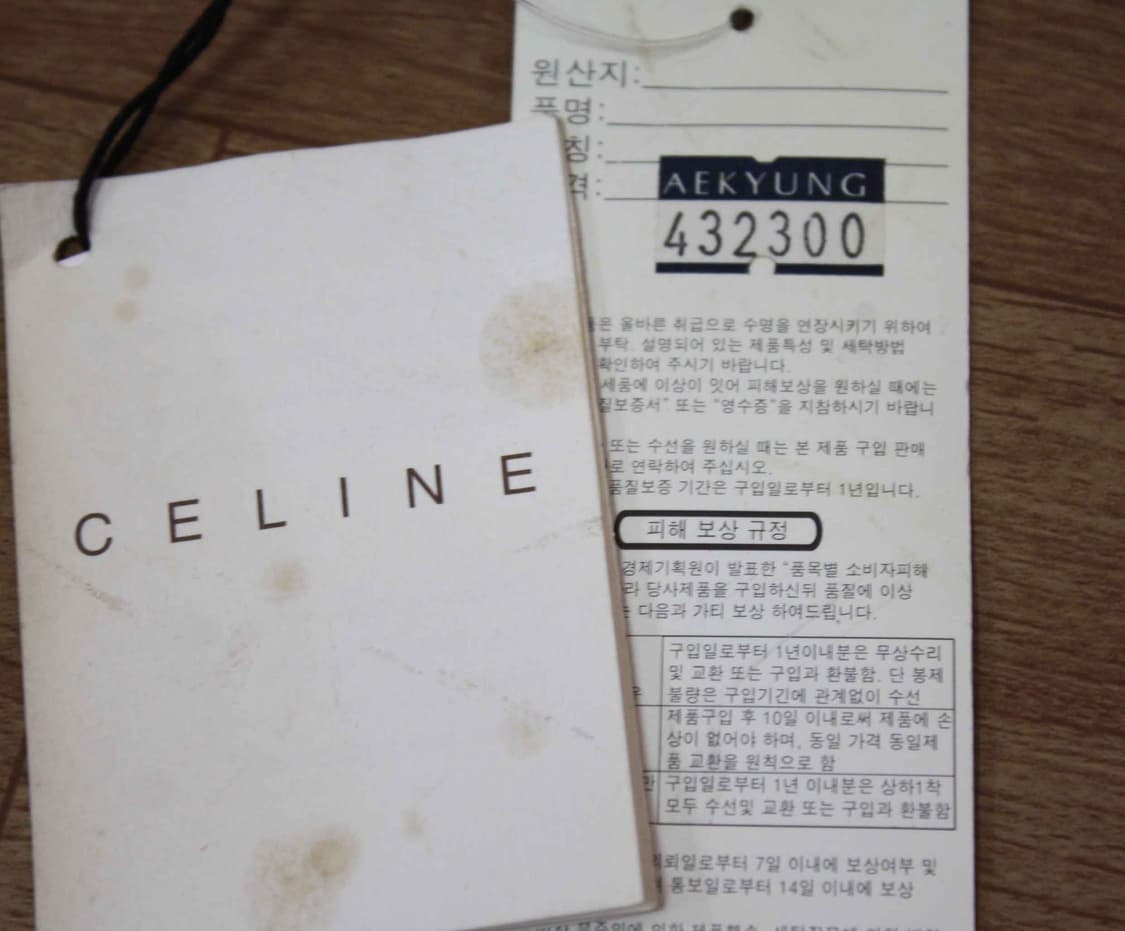 CELINE
원산지:
품명:
칭:
격:
AEKYUNG
432300
은 올바른 취급으로 수명을 연장시키기 위하여
부탁. 설명되어 있는 제품특성 및 세탁방법
확인하여 주시기 바랍니다.
세품에 이상이 잇어 피해보상을 원하실 때에는
질보증서" 또는 "영수증"을 지참하시기 바랍니
또는 수선을 원하실 때는 본 제품 구입 판매
로 연락하여 주십시오.
품질보증 기간은 구입일로부터 1년입니다.
피해 보상 규정
경제기획원이 발표한 "품목별 소비자피해
라 당사제품을 구입하신뒤 품질에 이상
는 다음과 가티 보상 하여드립니다.
구입일로부터 1년이내분은 무상수리
및 교환 또는 구입과 환불함. 단 봉제
불량은 구입기긴에 관계없이 수선
제품구입 후 10일 이내로써 제품에 손
상이 없어야 하며, 동일 가격 동일제
품 교환을 원칙으로 함
구입일로부터 1년 이내분은 상하1착
모두 수선및 교환 또는 구입과 환불함
뢰일로부터 7일 이내에 보상여부 및
통보일로부터 14일 이내에 보상